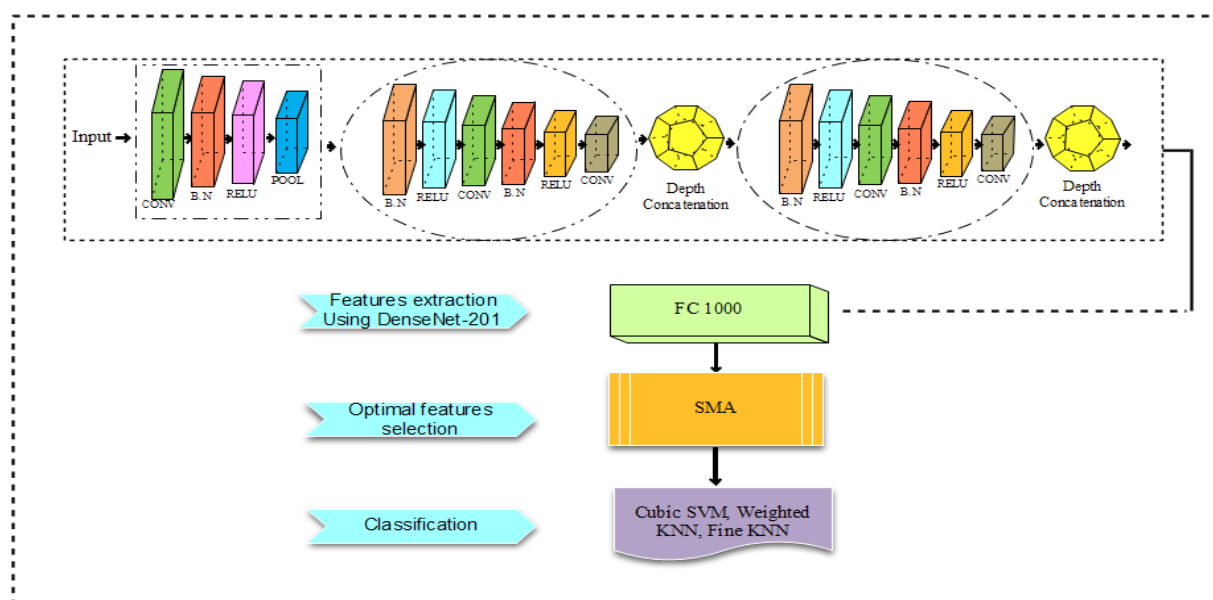 Input
CONV
B.N
RELU
POOL
B.N
RELU
CONV
B.N
RELU
CONV
Depth
Concatenation
B.N
RELU
CONV
B.N
RELU
CONV
Depth
Concatenation
Features extraction
Using DenseNet-201
FC 1000
Optimal features
selection
SMA
Classification
Cubic SVM, Weighted
KNN, Fine KNN